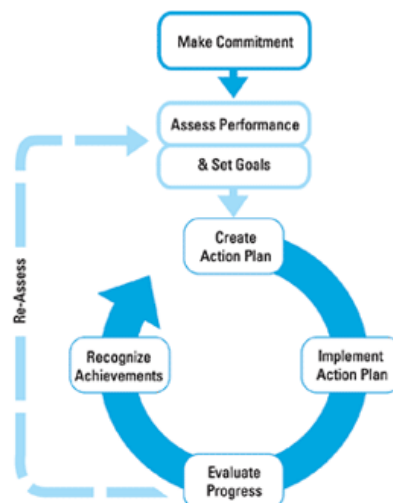 Make Commitment
Assess Performance
& Set Goals
Create
Action Plan
Re-Assess
Recognize
Achievements
Implement
Action Plan
Evaluate
Progress